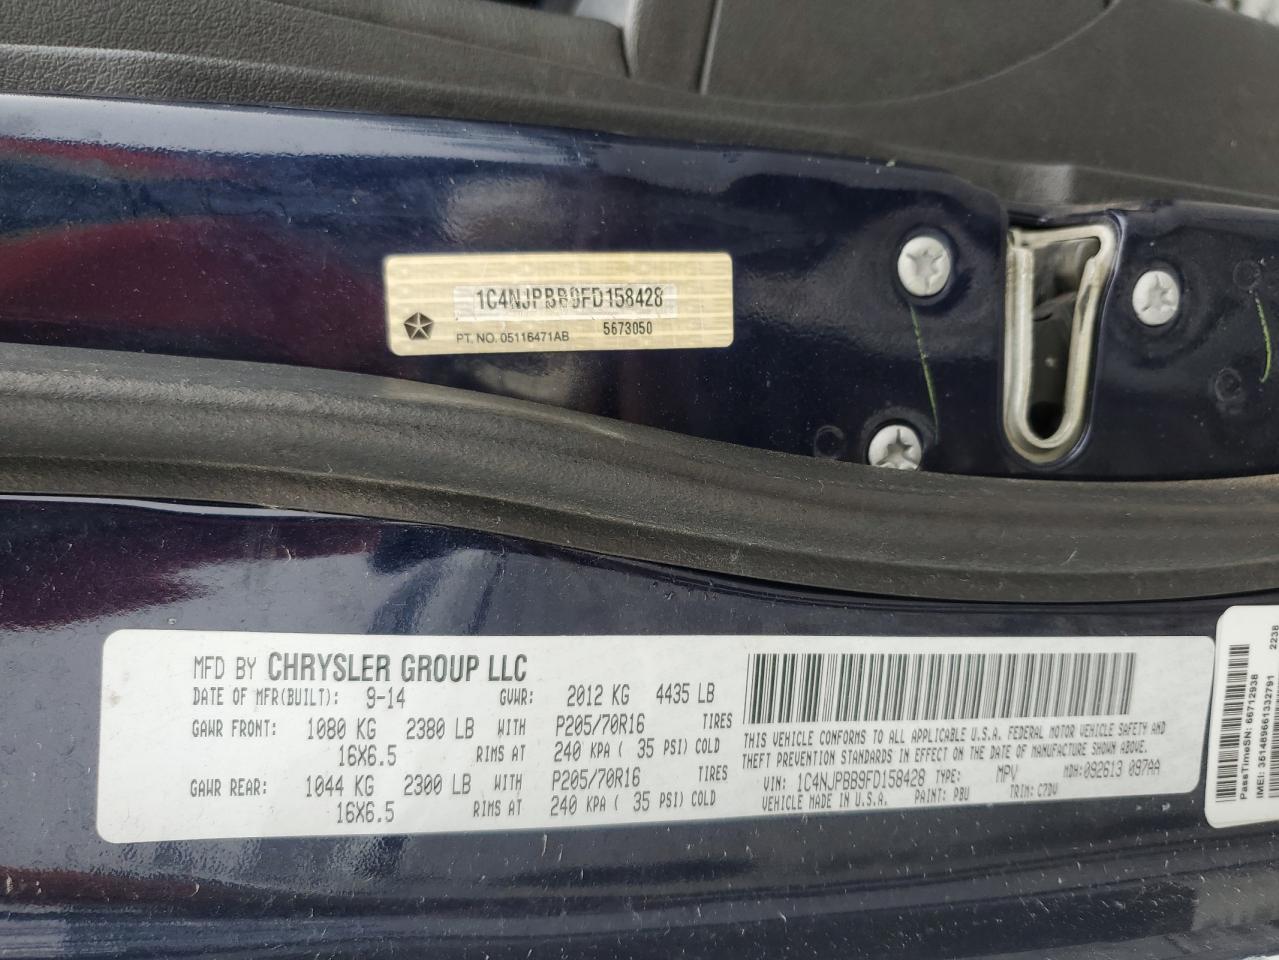 1C4NJPBB9FD158428
PT. NO. 05116471AB 5673050
MFD BY CHRYSLER GROUP LLC
DATE OF MFR(BUILT): 9-14 GVWR: 2012 KG 4435 LB
GAWR FRONT: 1080 KG 2380 LB WITH P205/70R16 TIRES
16X6.5 RIMS AT 240 KPA ( 35 PSI) COLD
GAWR REAR: 1044 KG 2300 LB WITH P205/70R16 TIRES
16X6.5 RIMS AT 240 KPA ( 35 PSI) COLD
THIS VEHICLE CONFORMS TO ALL APPLICABLE U.S.A. FEDERAL MOTOR VEHICLE SAFETY AND
THEFT PREVENTION STANDARDS IN EFFECT ON THE DATE OF MANUFACTURE SHOWN ABOVE.
VIN: 1C4NJPBB9FD158428 TYPE: MPV MDH:092613 097AA
VEHICLE MADE IN U.S.A. PAINT: PBU TRIM: C7DV
PassTimeSN: 66712938 2238
IMEI: 351489661332791